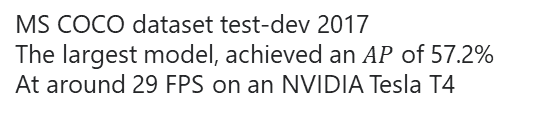 MS COCO dataset test-dev 2017
The largest model, achieved an AP of 57.2%
At around 29 FPS on an NVIDIA Tesla T4